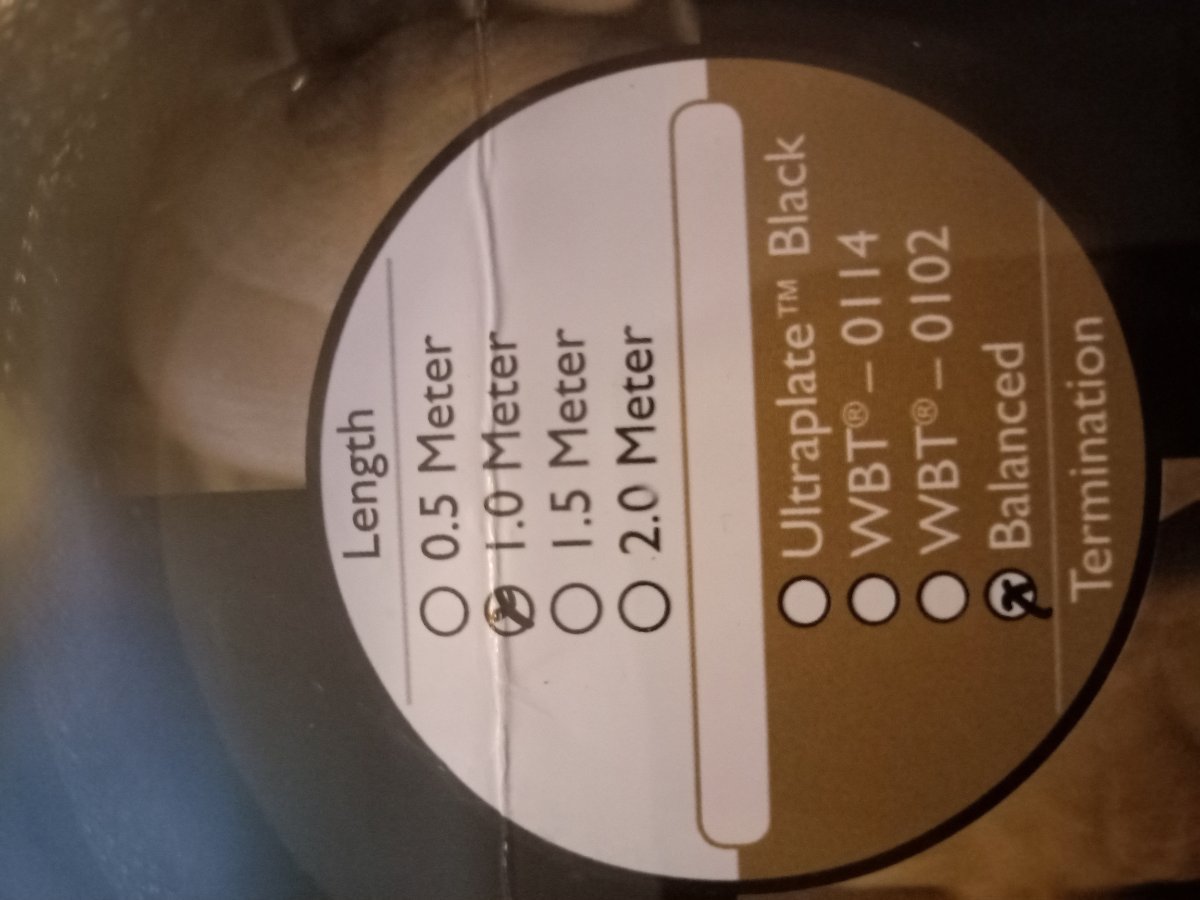 Length
0.5 Meter
1.0 Meter
1.5 Meter
2.0 Meter
Ultraplate™ Black
WBT® – 0114
WBT® – 0102
Balanced
Termination